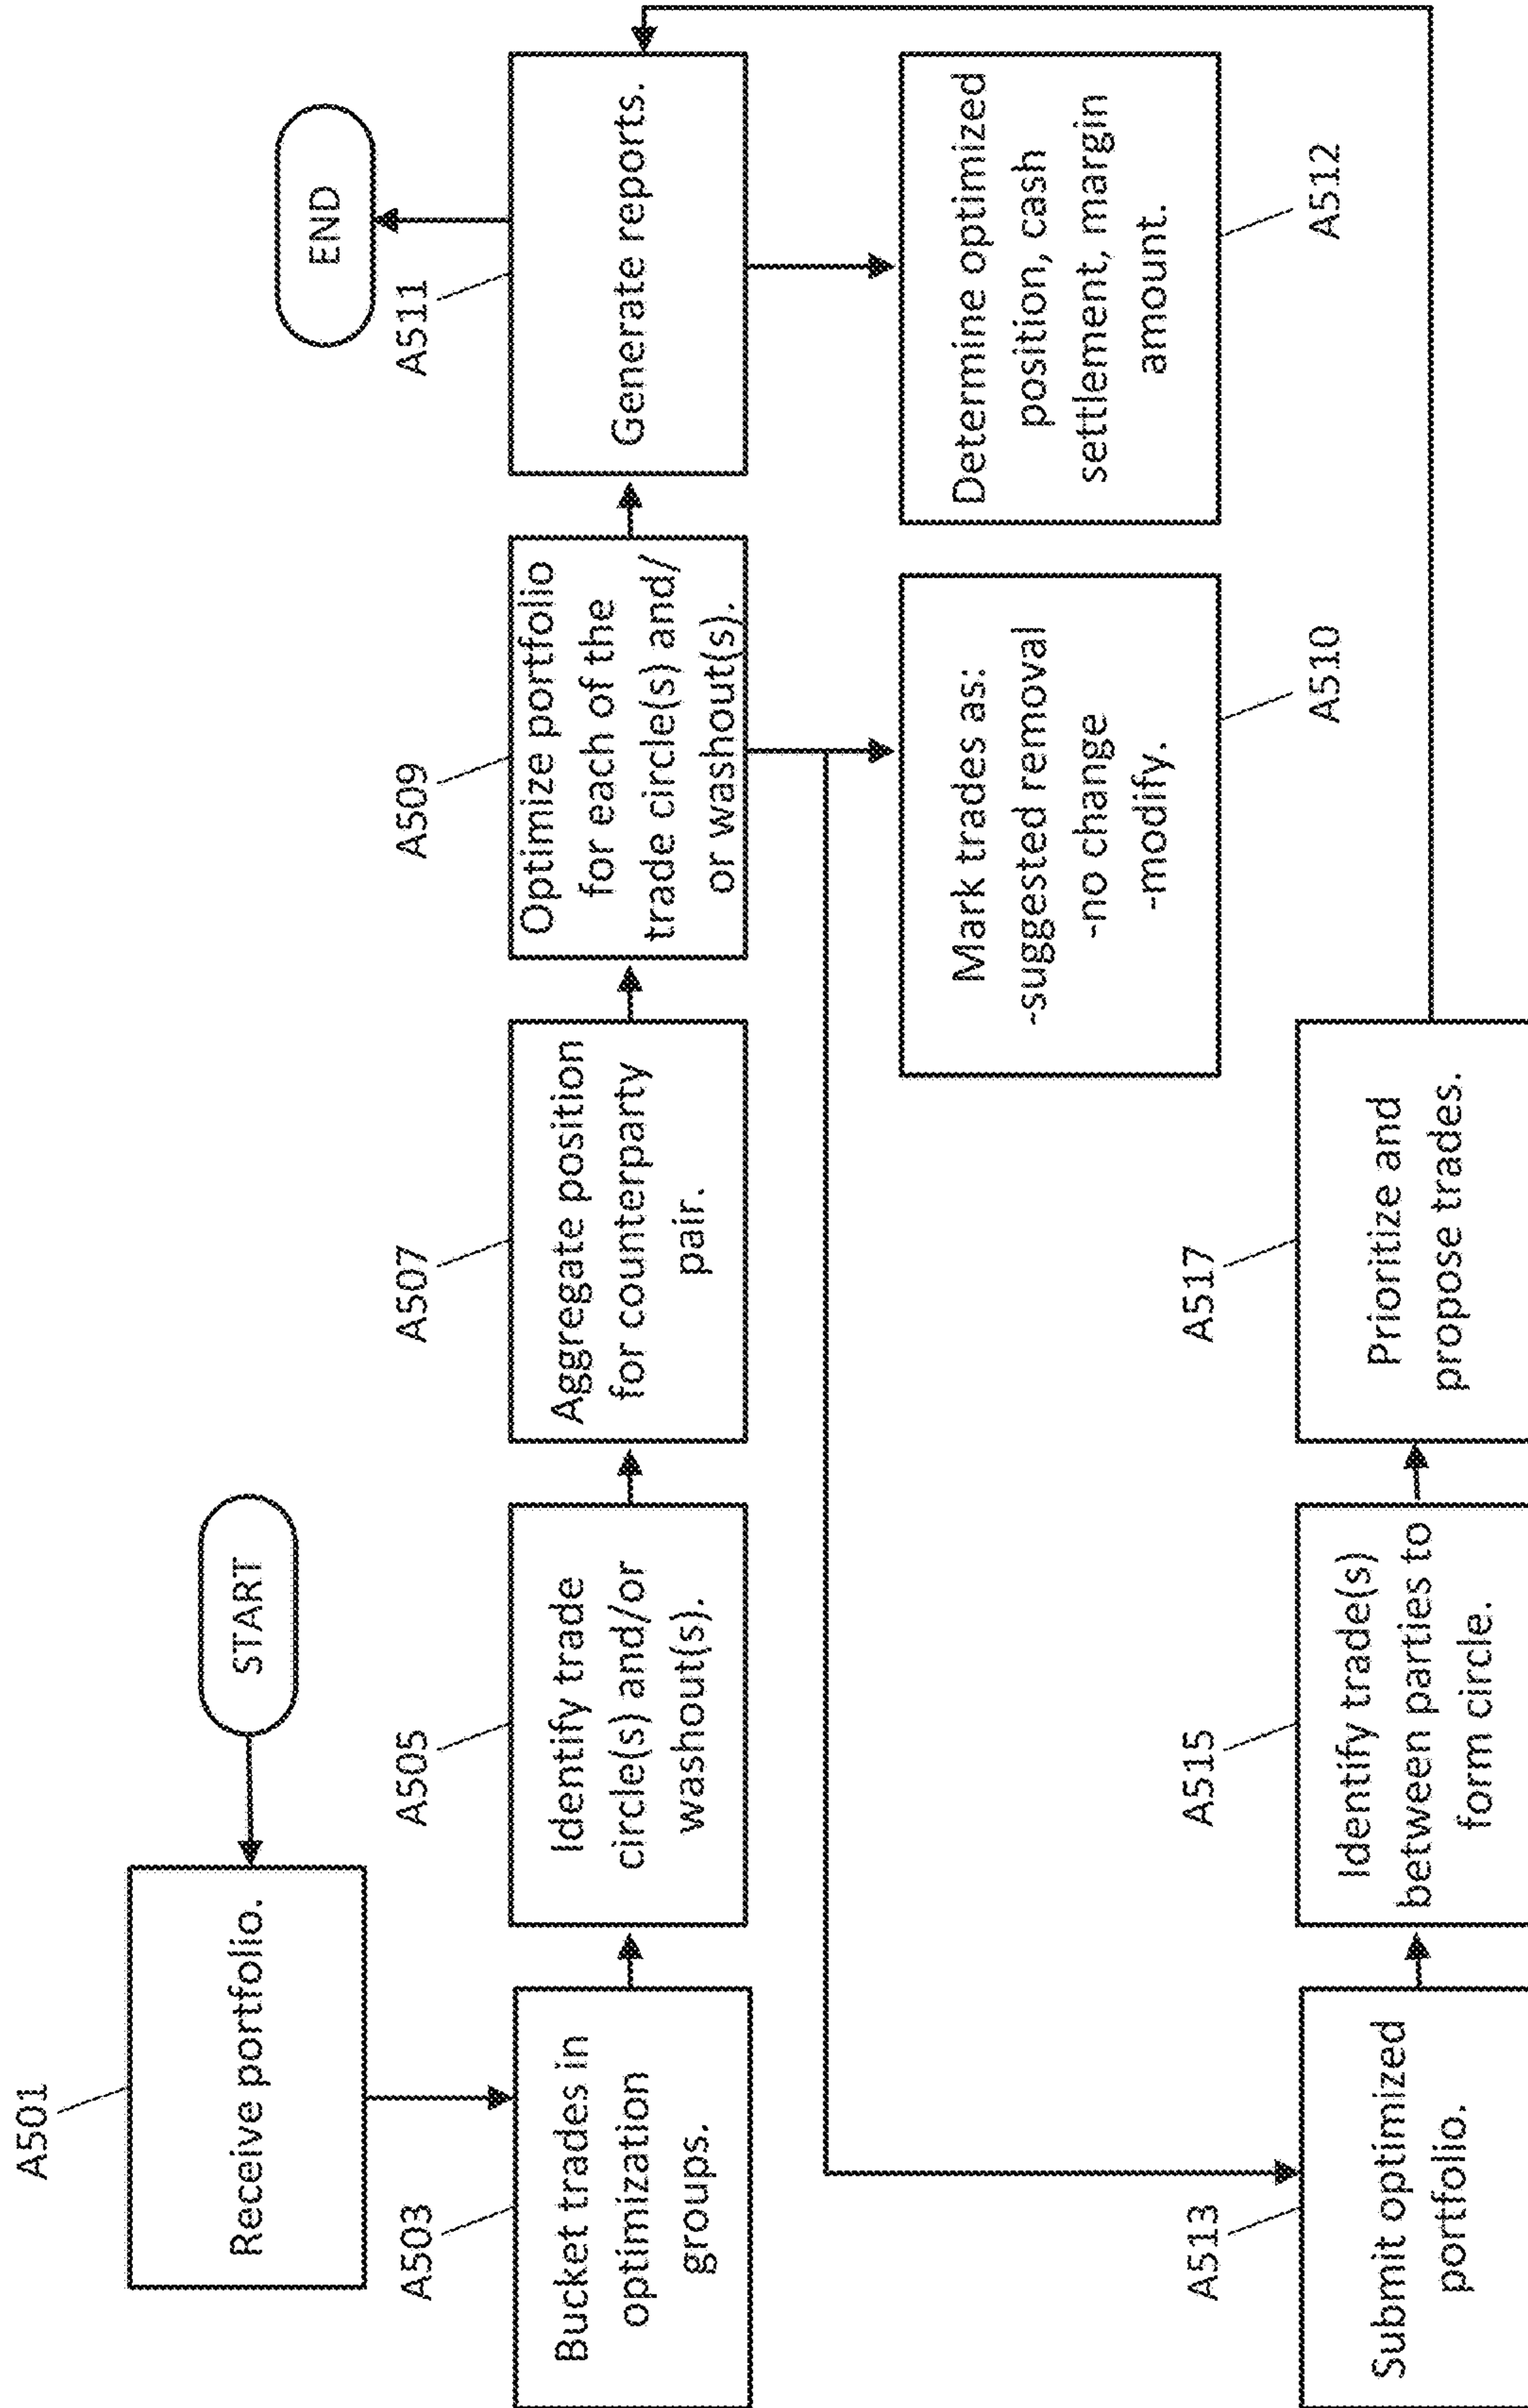 START
A501
Receive portfolio.
A503
Bucket trades in
optimization
groups.
A505
Identify trade
circle(s) and/or
washout(s).
A507
Aggregate position
for counterparty
pair.
A509
Optimize portfolio
for each of the
trade circle(s) and/
or washout(s).
A511
Generate reports.
END
Mark trades as:
-suggested removal
-no change
-modify.
A510
Determine optimized
position, cash
settlement, margin
amount.
A512
A513
Submit optimized
portfolio.
A515
Identify trade(s)
between parties to
form circle.
A517
Prioritize and
propose trades.